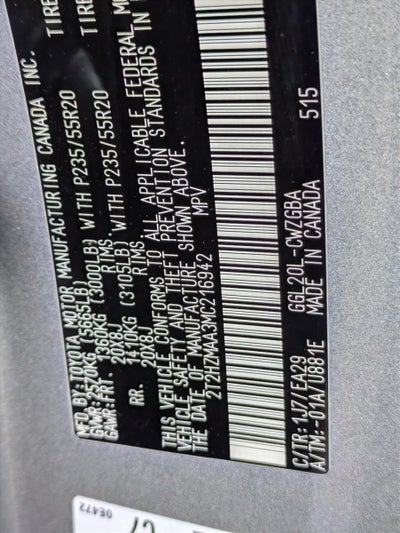 MFD.BY:TOYOTA MOTOR MANUFACTURING CANADA INC.
GVWR:2570KG(5665LB)
GAWR:FRT. 1360KG (3000LB) WITH P235/55R20 TIRE
20X8J RIMS,
RR. 1410KG (3105LB) WITH P235/55R20 TIRE
20X8J RIMS,
THIS VEHICLE CONFORMS TO ALL APPLICABLE FEDERAL
VEHICLE SAFETY AND THEFT PREVENTION STANDARDS IN
THE DATE OF MANUFACTURE SHOWN ABOVE.
2T2HZMAA3MC216942 MPV
C/TR:1J7/EA29 GGL20L-CWZGBA
A/TM:-01A/U881E MADE IN CANADA 515
0E472